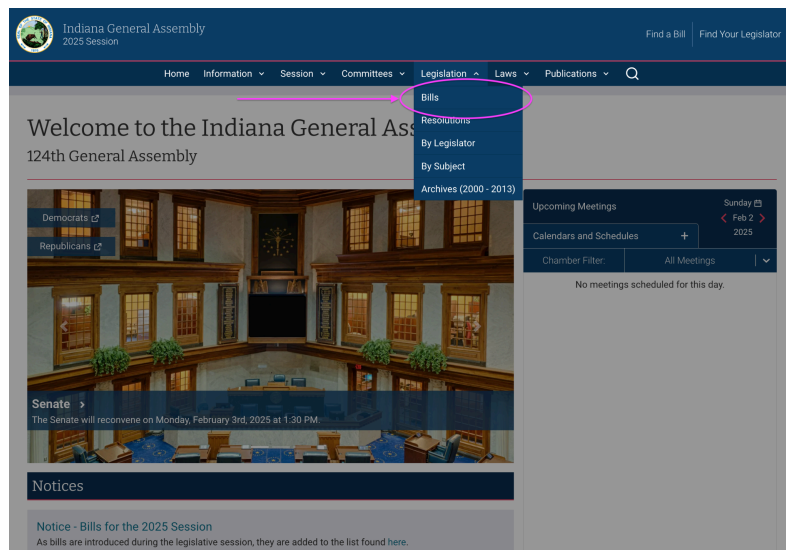 Indiana General Assembly
2025 Session
Find a Bill
Find Your Legislator
Home Information Session Committees Legislation Laws Publications
Bills
Resolutions
By Legislator
By Subject
Archives (2000 - 2013)
Welcome to the Indiana General Ass
124th General Assembly
Democrats
Republicans
Senate >
The Senate will reconvene on Monday, February 3rd, 2025 at 1:30 PM.
Upcoming Meetings
Sunday
Feb 2
2025
Calendars and Schedules +
Chamber Filter: All Meetings
No meetings scheduled for this day.
Notices
Notice - Bills for the 2025 Session
As bills are introduced during the legislative session, they are added to the list found here.